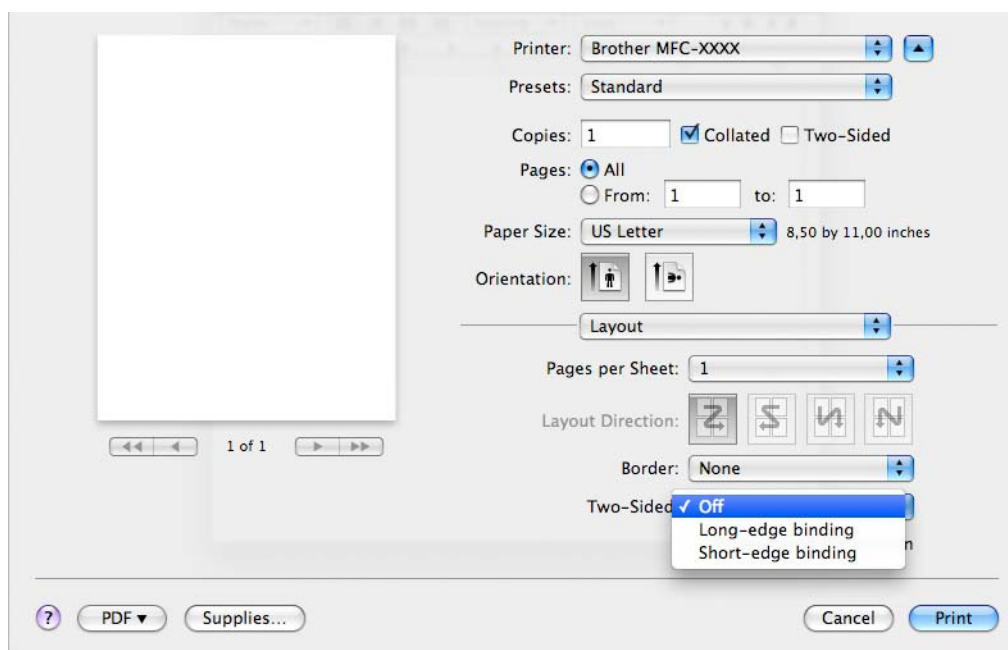 Printer: Brother MFC-XXXX
Presets: Standard
Copies: 1 Collated Two-Sided
Pages: All
From: 1 to: 1
Paper Size: US Letter 8,50 by 11,00 inches
Orientation:
Layout
Pages per Sheet: 1
Layout Direction:
1 of 1
Border: None
Two-Sided ✓ Off
Long-edge binding
Short-edge binding
? PDF ▼ Supplies... Cancel Print